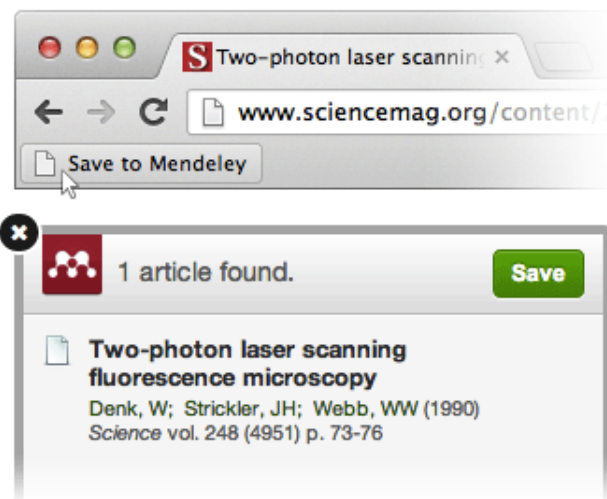 S Two-photon laser scanning
www.sciencemag.org/content/
Save to Mendeley
1 article found.
Save
Two-photon laser scanning
fluorescence microscopy
Denk, W; Strickler, JH; Webb, WW (1990)
Science vol. 248 (4951) p. 73-76